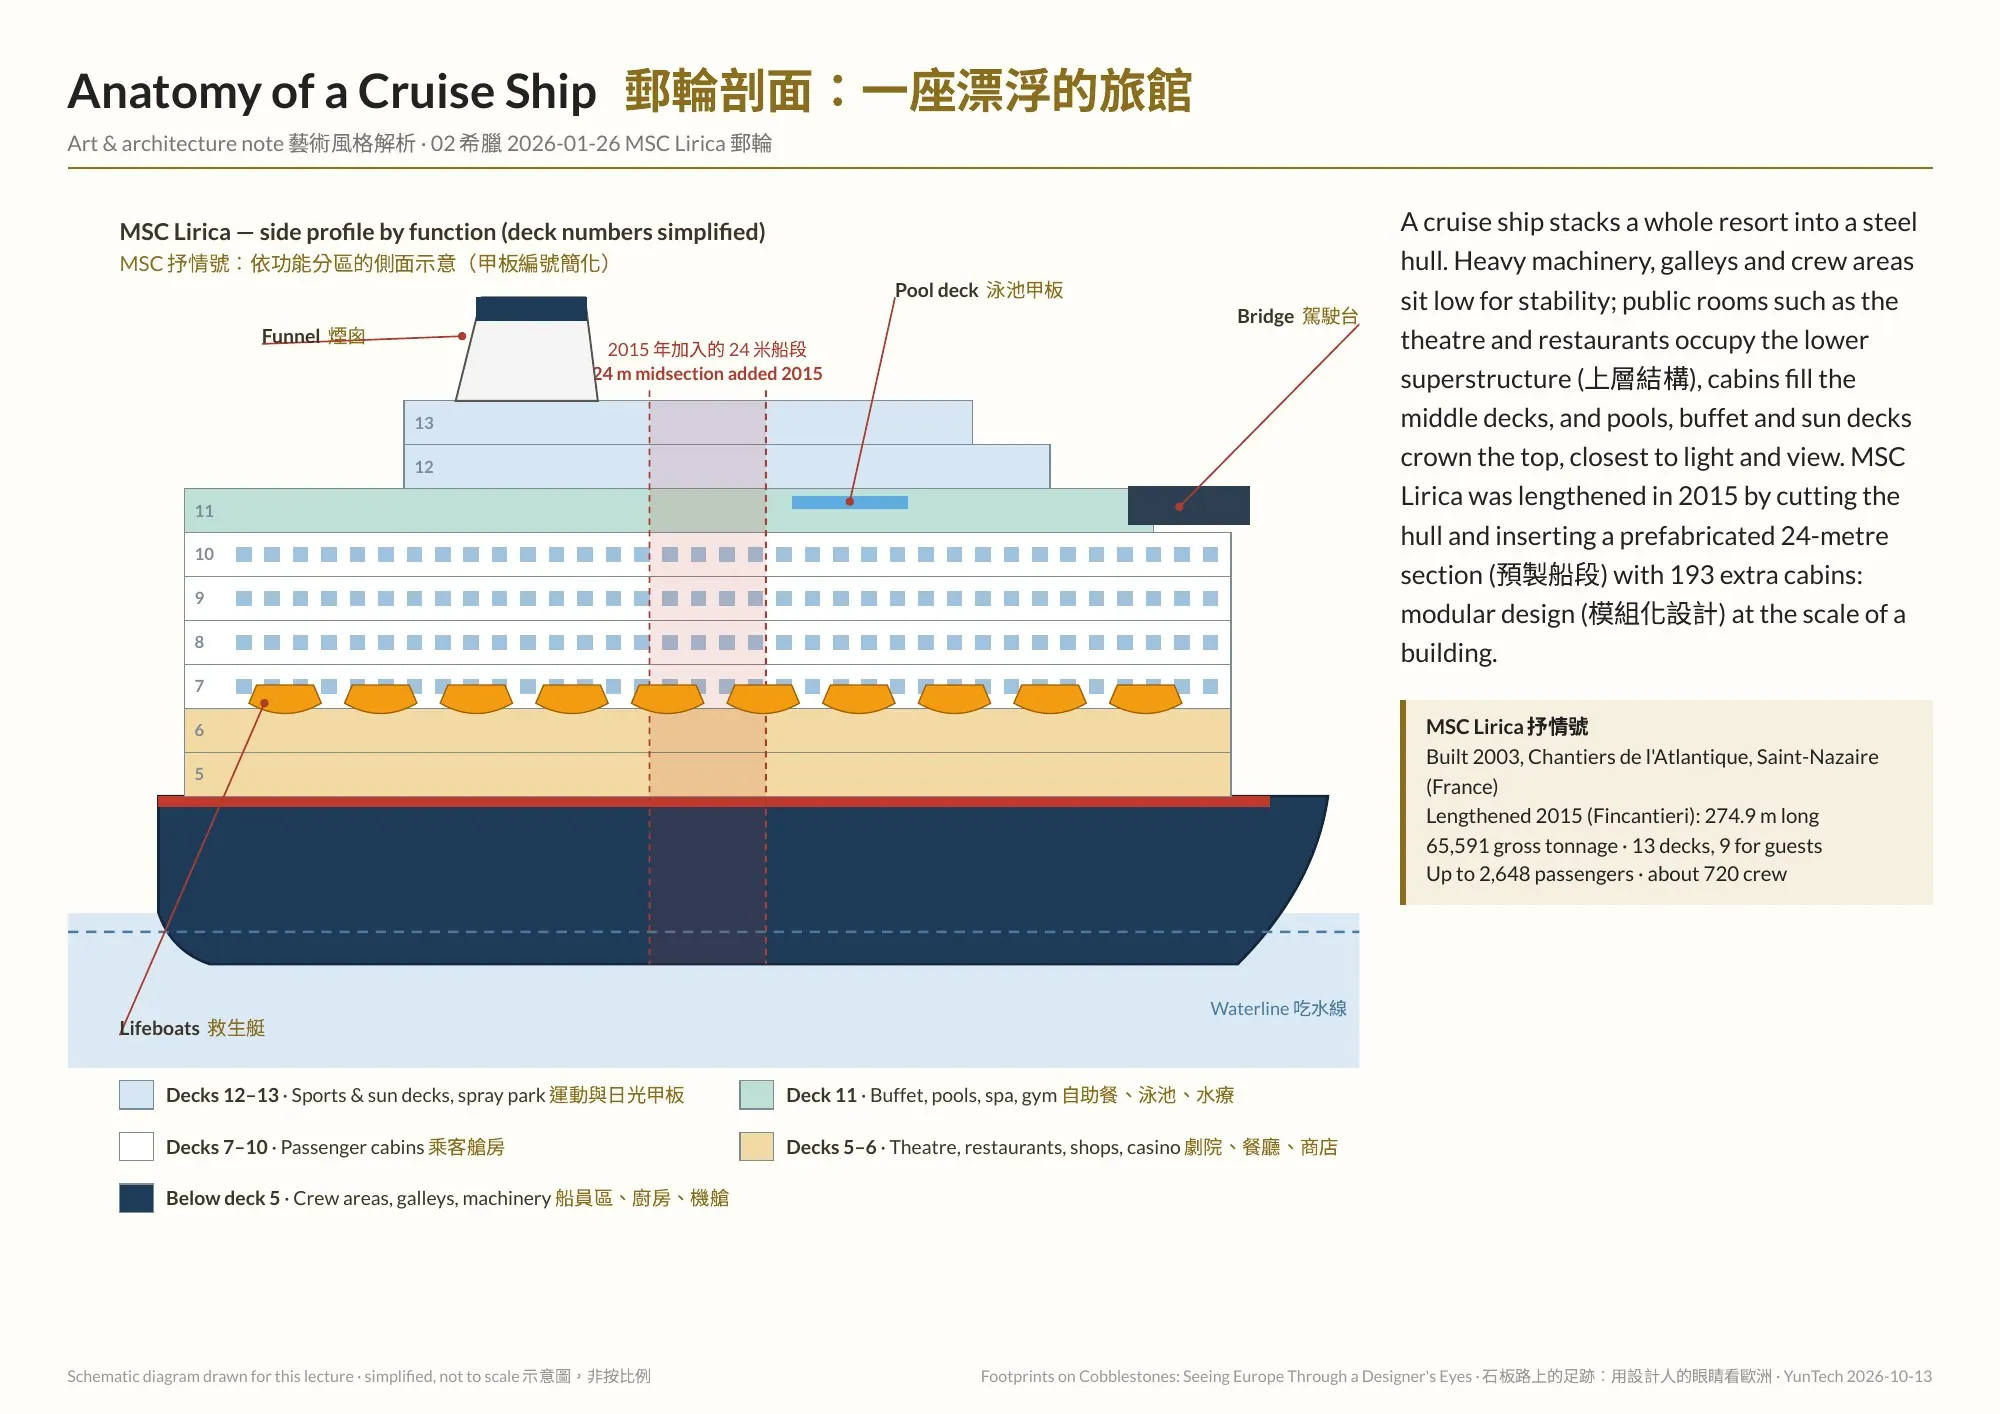 Anatomy of a Cruise Ship 郵輪剖面：一座漂浮的旅館
Art & architecture note 藝術風格解析 · 02 希臘 2026-01-26 MSC Lirica 郵輪
MSC Lirica — side profile by function (deck numbers simplified)
MSC 抒情號：依功能分區的側面示意（甲板編號簡化）
Pool deck 泳池甲板
Bridge 駕駛台
Funnel 煙囪
2015 年加入的 24 米船段
24 m midsection added 2015
13
12
11
10
9
8
7
6
5
Waterline 吃水線
Lifeboats 救生艇
Decks 12–13 · Sports & sun decks, spray park 運動與日光甲板
Deck 11 · Buffet, pools, spa, gym 自助餐、泳池、水療
Decks 7–10 · Passenger cabins 乘客艙房
Decks 5–6 · Theatre, restaurants, shops, casino 劇院、餐廳、商店
Below deck 5 · Crew areas, galleys, machinery 船員區、廚房、機艙
A cruise ship stacks a whole resort into a steel
hull. Heavy machinery, galleys and crew areas
sit low for stability; public rooms such as the
theatre and restaurants occupy the lower
superstructure (上層結構), cabins fill the
middle decks, and pools, buffet and sun decks
crown the top, closest to light and view. MSC
Lirica was lengthened in 2015 by cutting the
hull and inserting a prefabricated 24-metre
section (預製船段) with 193 extra cabins:
modular design (模組化設計) at the scale of a
building.
MSC Lirica 抒情號
Built 2003, Chantiers de l'Atlantique, Saint-Nazaire
(France)
Lengthened 2015 (Fincantieri): 274.9 m long
65,591 gross tonnage · 13 decks, 9 for guests
Up to 2,648 passengers · about 720 crew
Schematic diagram drawn for this lecture · simplified, not to scale 示意圖，非按比例
Footprints on Cobblestones: Seeing Europe Through a Designer's Eyes · 石板路上的足跡：用設計人的眼睛看歐洲 · YunTech 2026-10-13